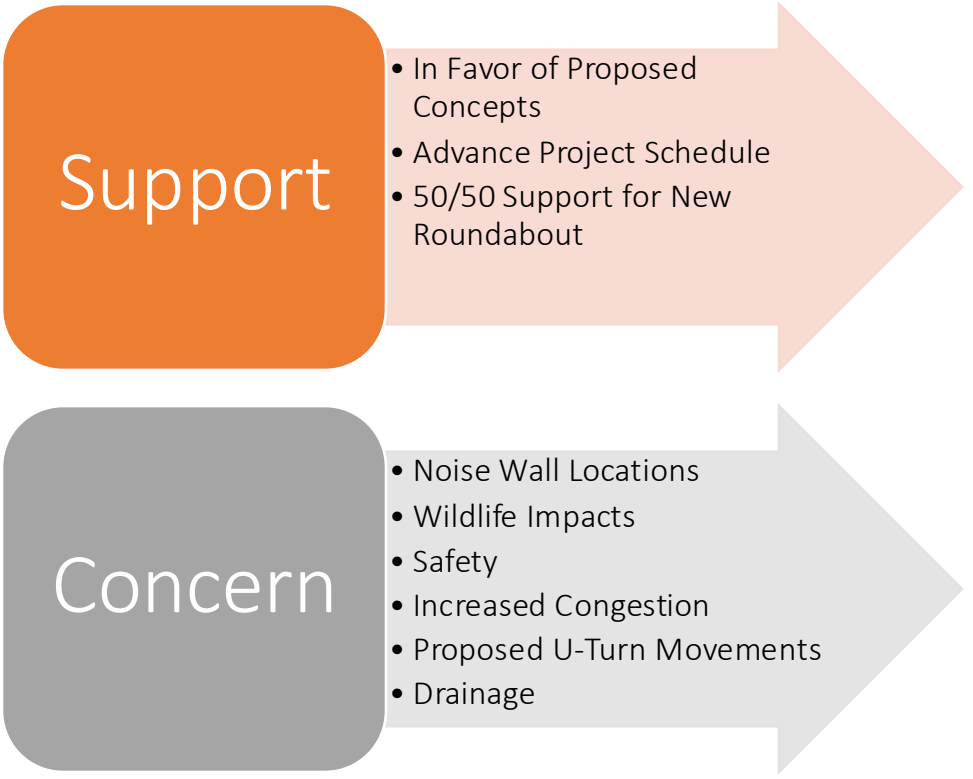 Support
• In Favor of Proposed
Concepts
• Advance Project Schedule
• 50/50 Support for New
Roundabout
Concern
• Noise Wall Locations
• Wildlife Impacts
• Safety
• Increased Congestion
• Proposed U-Turn Movements
• Drainage